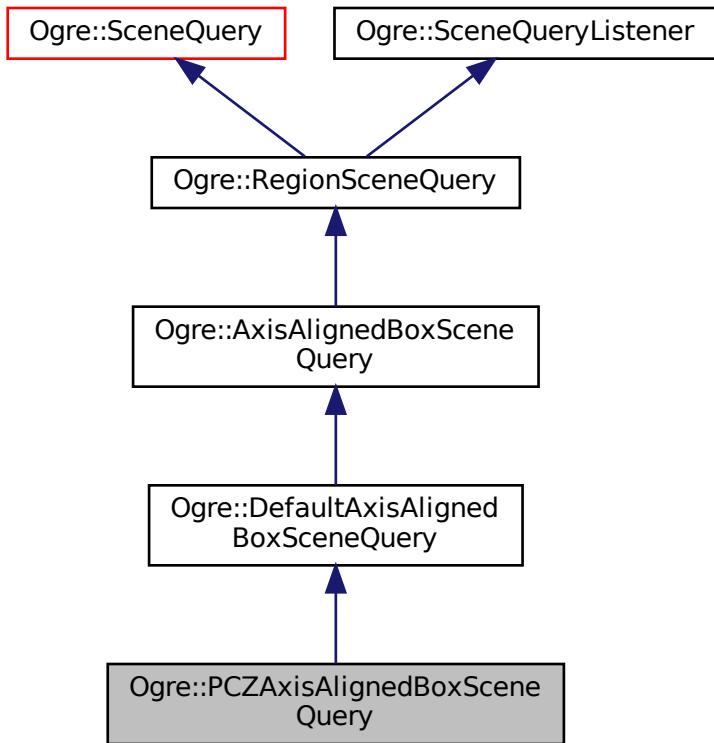 Ogre::SceneQuery
Ogre::SceneQueryListener
Ogre::RegionSceneQuery
Ogre::AxisAlignedBoxScene
Query
Ogre::DefaultAxisAligned
BoxSceneQuery
Ogre::PCZAxisAlignedBoxScene
Query